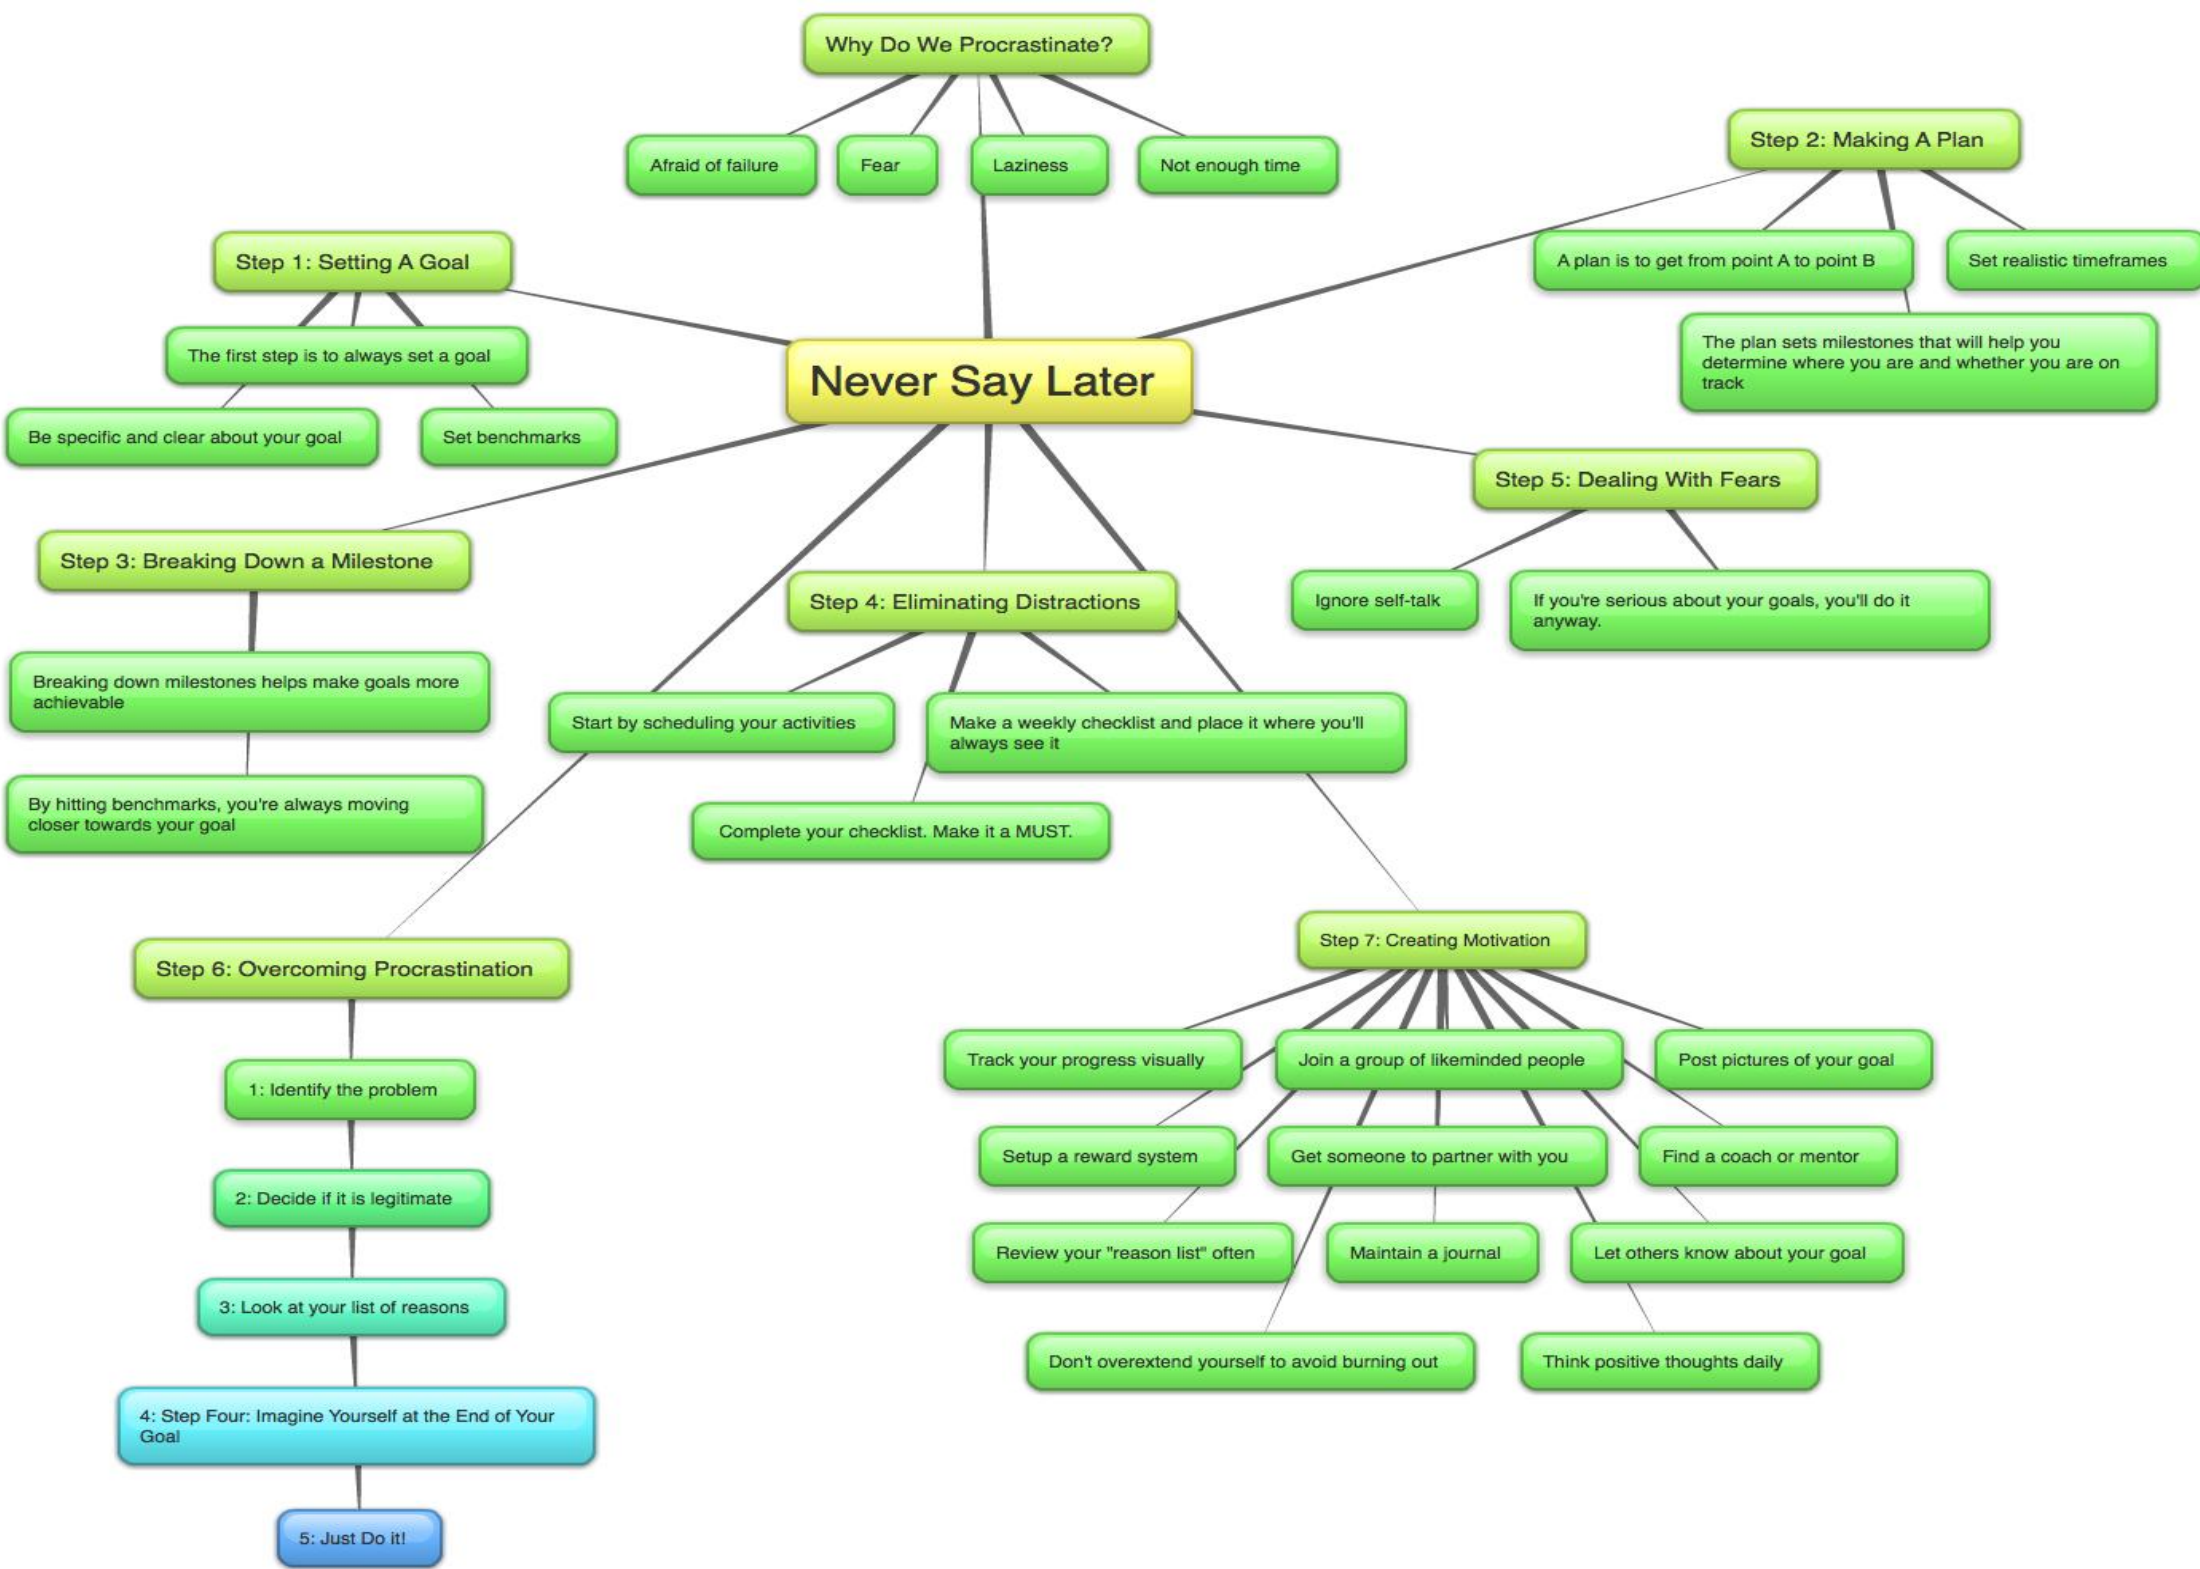 Why Do We Procrastinate?
Afraid of failure
Fear
Laziness
Not enough time
Step 2: Making A Plan
A plan is to get from point A to point B
Set realistic timeframes
The plan sets milestones that will help you
determine where you are and whether you are on
track
Step 1: Setting A Goal
The first step is to always set a goal
Be specific and clear about your goal
Set benchmarks
Never Say Later
Step 5: Dealing With Fears
Ignore self-talk
If you're serious about your goals, you'll do it
anyway.
Step 3: Breaking Down a Milestone
Breaking down milestones helps make goals more
achievable
By hitting benchmarks, you're always moving
closer towards your goal
Step 4: Eliminating Distractions
Start by scheduling your activities
Make a weekly checklist and place it where you'll
always see it
Complete your checklist. Make it a MUST.
Step 6: Overcoming Procrastination
1: Identify the problem
2: Decide if it is legitimate
3: Look at your list of reasons
4: Step Four: Imagine Yourself at the End of Your
Goal
5: Just Do it!
Step 7: Creating Motivation
Track your progress visually
Join a group of likeminded people
Post pictures of your goal
Setup a reward system
Get someone to partner with you
Find a coach or mentor
Review your "reason list" often
Maintain a journal
Let others know about your goal
Don't overextend yourself to avoid burning out
Think positive thoughts daily